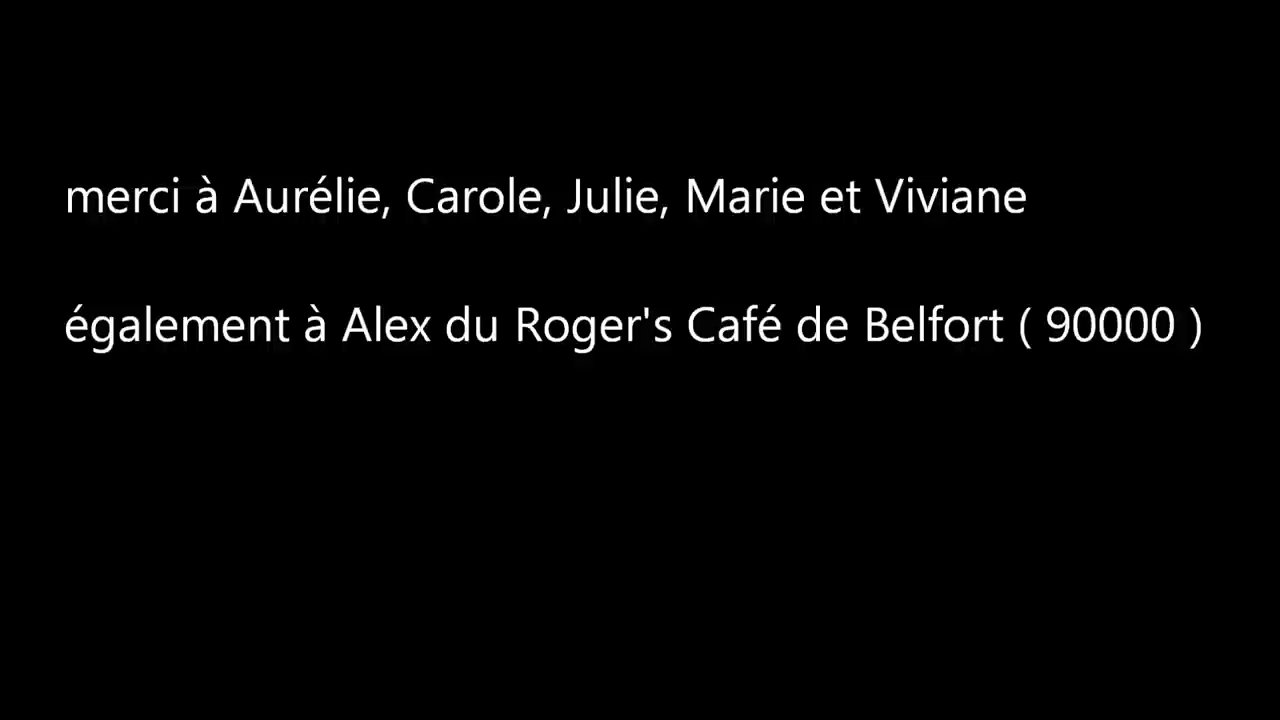 merci à Aurélie, Carole, Julie, Marie et Viviane
également à Alex du Roger's Café de Belfort ( 90000 )